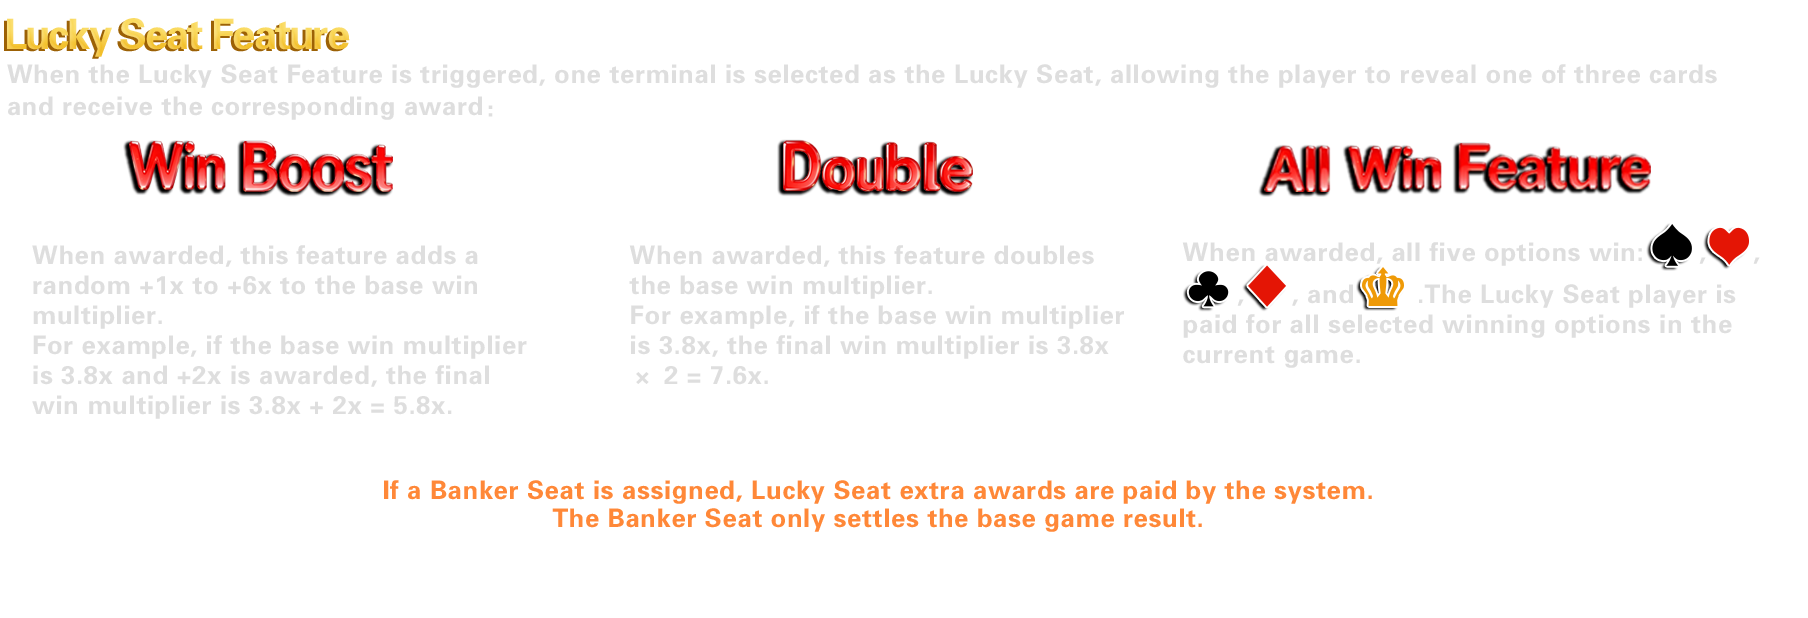 Lucky Seat Feature
When the Lucky Seat Feature is triggered, one terminal is selected as the Lucky Seat, allowing the player to reveal one of three cards
and receive the corresponding award:
Win Boost
When awarded, this feature adds a
random +1x to +6x to the base win
multiplier.
For example, if the base win multiplier
is 3.8x and +2x is awarded, the final
win multiplier is 3.8x + 2x = 5.8x.
Double
When awarded, this feature doubles
the base win multiplier.
For example, if the base win multiplier
is 3.8x, the final win multiplier is 3.8x
× 2 = 7.6x.
All Win Feature
When awarded, all five options win: , ,
, , and .The Lucky Seat player is
paid for all selected winning options in the
current game.
If a Banker Seat is assigned, Lucky Seat extra awards are paid by the system.
The Banker Seat only settles the base game result.